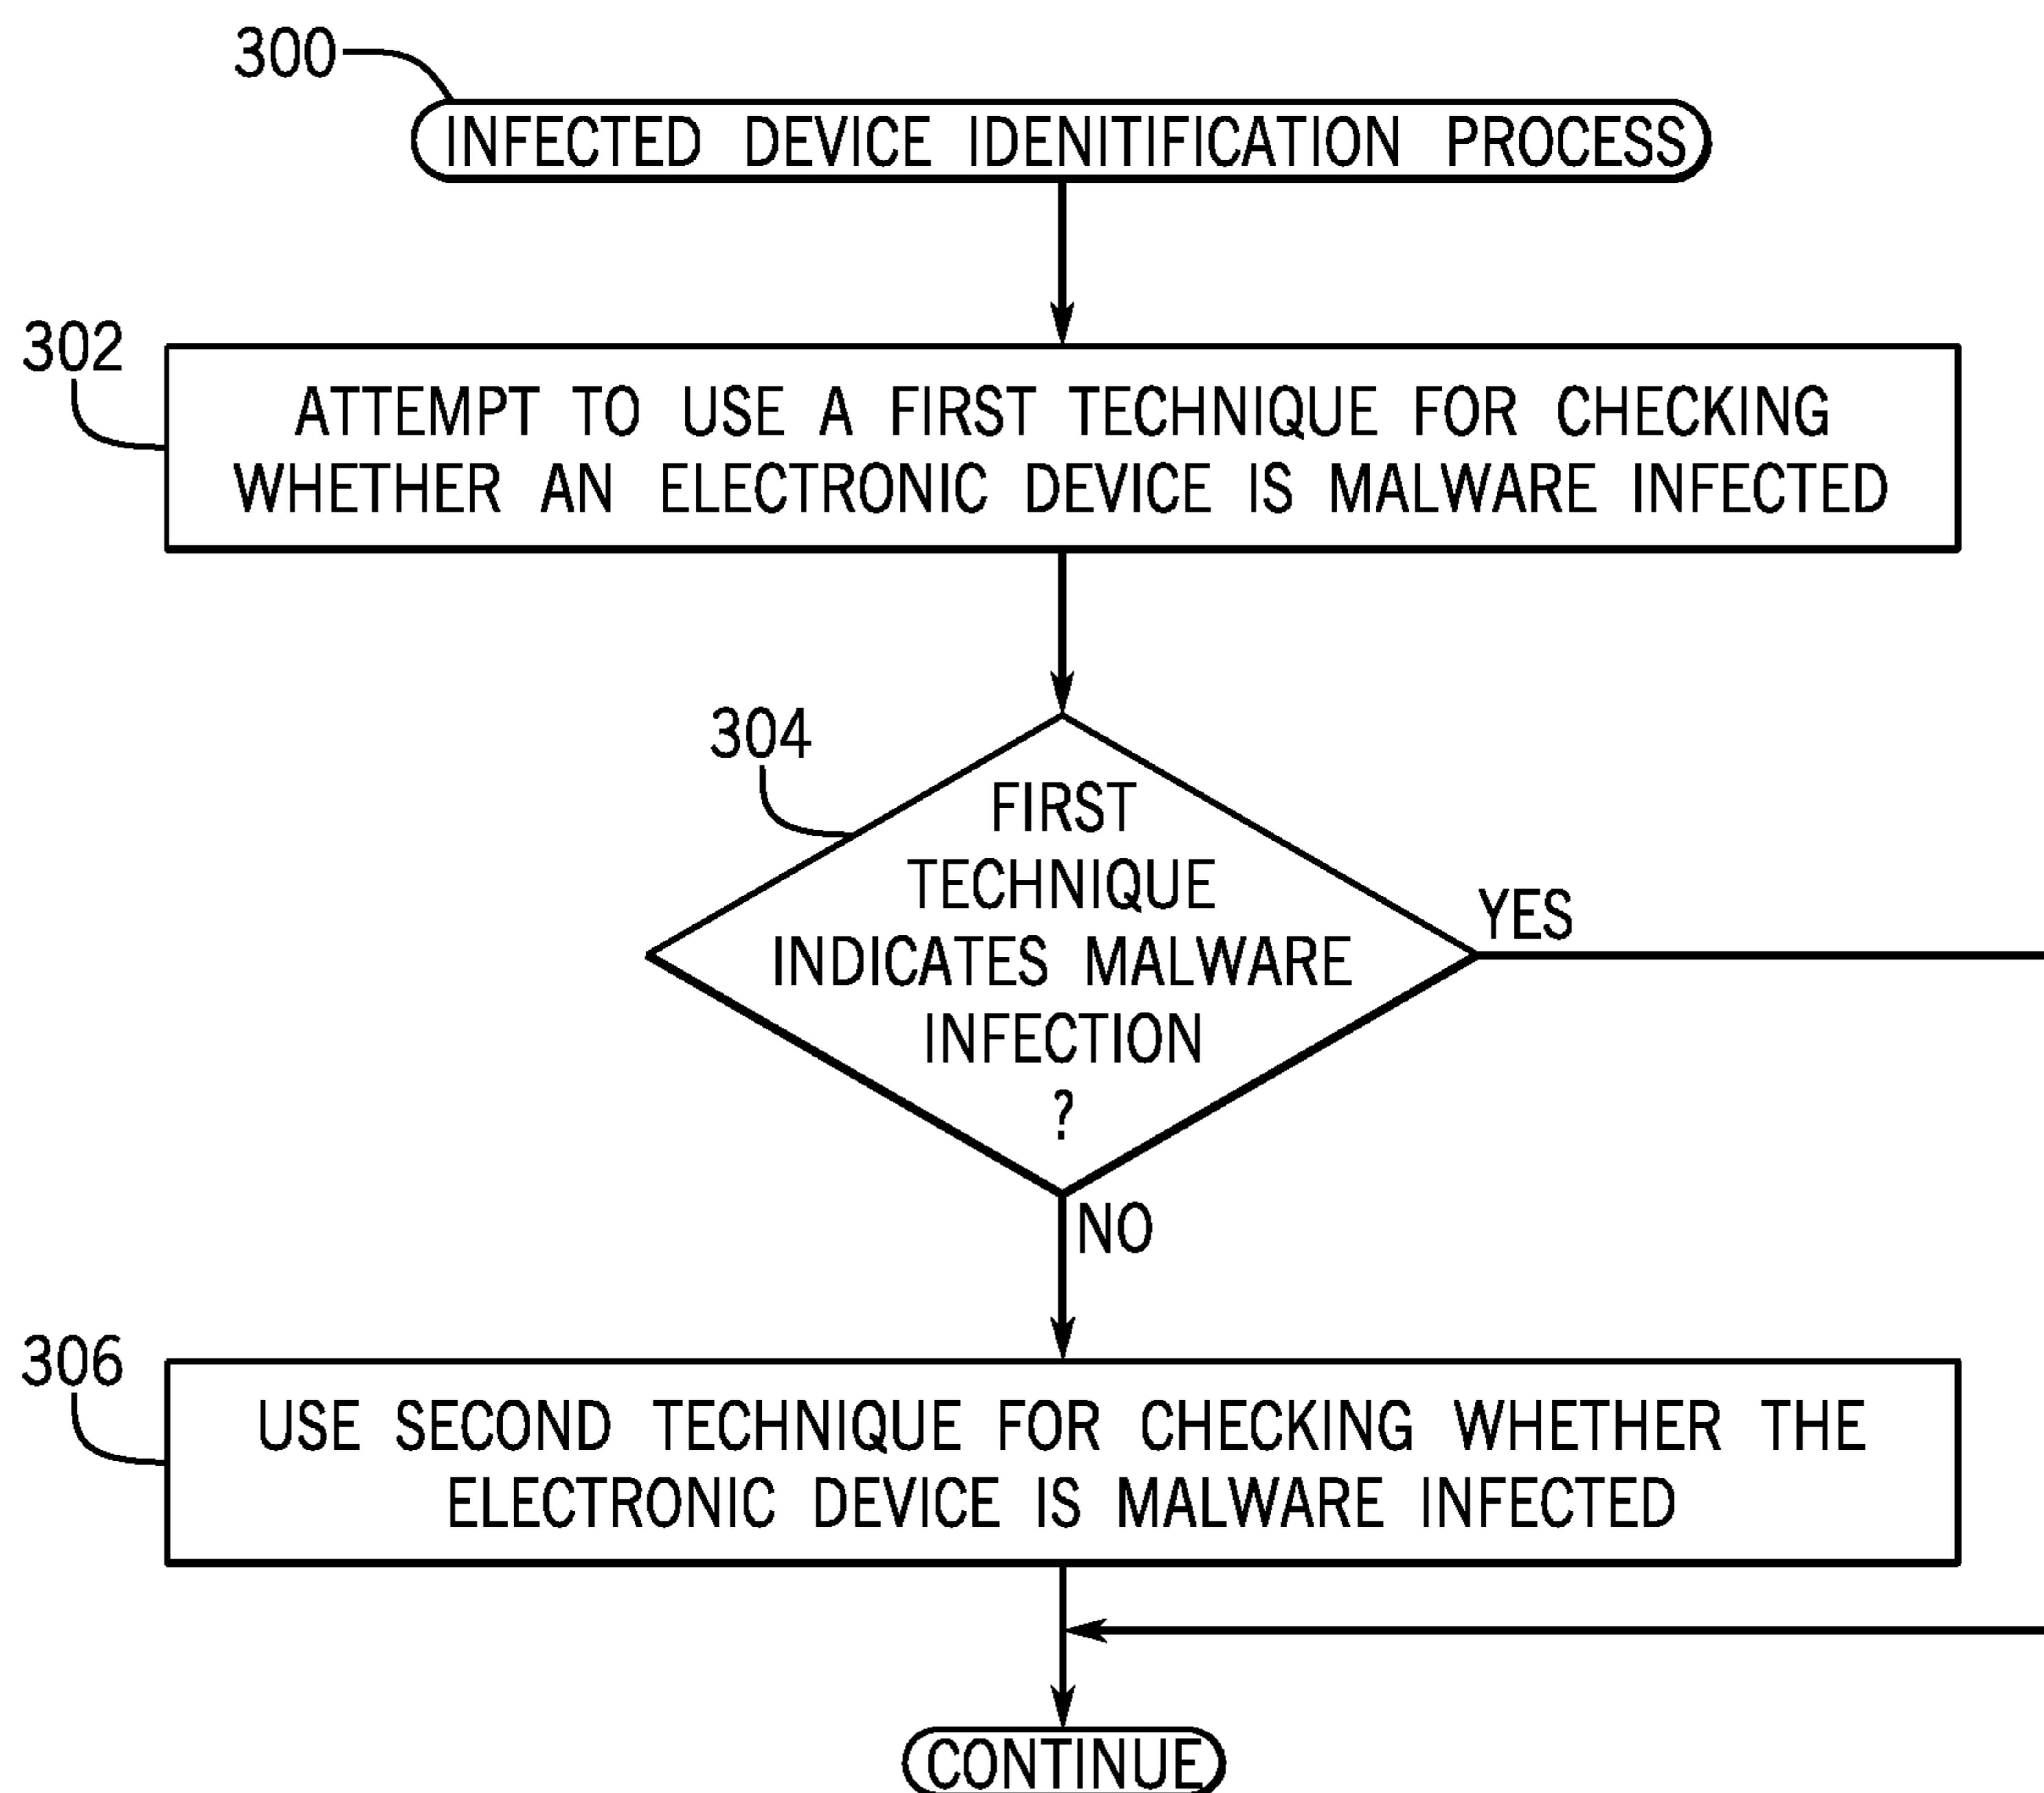 300
INFECTED DEVICE IDENITIFICATION PROCESS
302
ATTEMPT TO USE A FIRST TECHNIQUE FOR CHECKING
WHETHER AN ELECTRONIC DEVICE IS MALWARE INFECTED
304
FIRST
TECHNIQUE
INDICATES MALWARE
INFECTION
?
YES
NO
306
USE SECOND TECHNIQUE FOR CHECKING WHETHER THE
ELECTRONIC DEVICE IS MALWARE INFECTED
CONTINUE